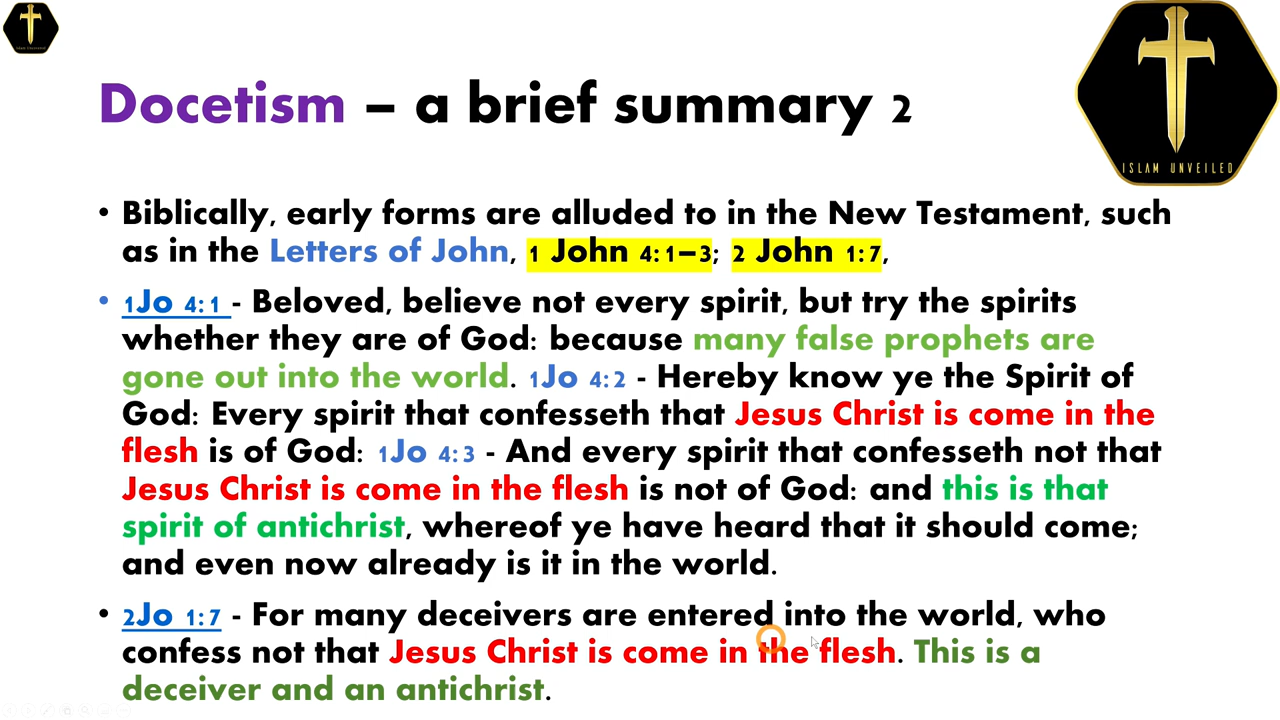 Docetism – a brief summary 2
ISLAM UNVEILED
• Biblically, early forms are alluded to in the New Testament, such
as in the Letters of John, 1 John 4:1–3; 2 John 1:7,
• 1Jo 4:1 - Beloved, believe not every spirit, but try the spirits
whether they are of God: because many false prophets are
gone out into the world. 1Jo 4:2 - Hereby know ye the Spirit of
God: Every spirit that confesseth that Jesus Christ is come in the
flesh is of God: 1Jo 4:3 - And every spirit that confesseth not that
Jesus Christ is come in the flesh is not of God: and this is that
spirit of antichrist, whereof ye have heard that it should come;
and even now already is it in the world.
• 2Jo 1:7 - For many deceivers are entered into the world, who
confess not that Jesus Christ is come in the flesh. This is a
deceiver and an antichrist.